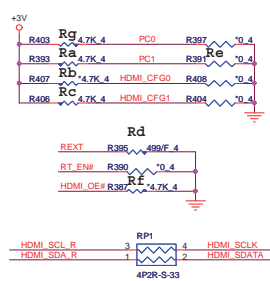 +3V
Rg Re
R403 4.7K_4 PC0 R397 *0_4
Ra
R393 4.7K_4 PC1 R391 *0_4
Rb
R407 *4.7K_4 HDMI_CFG0 R408 *0_4
Rc
R406 4.7K_4 HDMI_CFG1 R404 *0_4
Rd
REXT R395 499/F_4
RT_EN# R390 *0_4
Rf
HDMI_OE# R387 *4.7K_4
RP1
HDMI_SCL_R 3 4 HDMI_SCLK
HDMI_SDA_R 1 2 HDMI_SDATA
4P2R-S-33